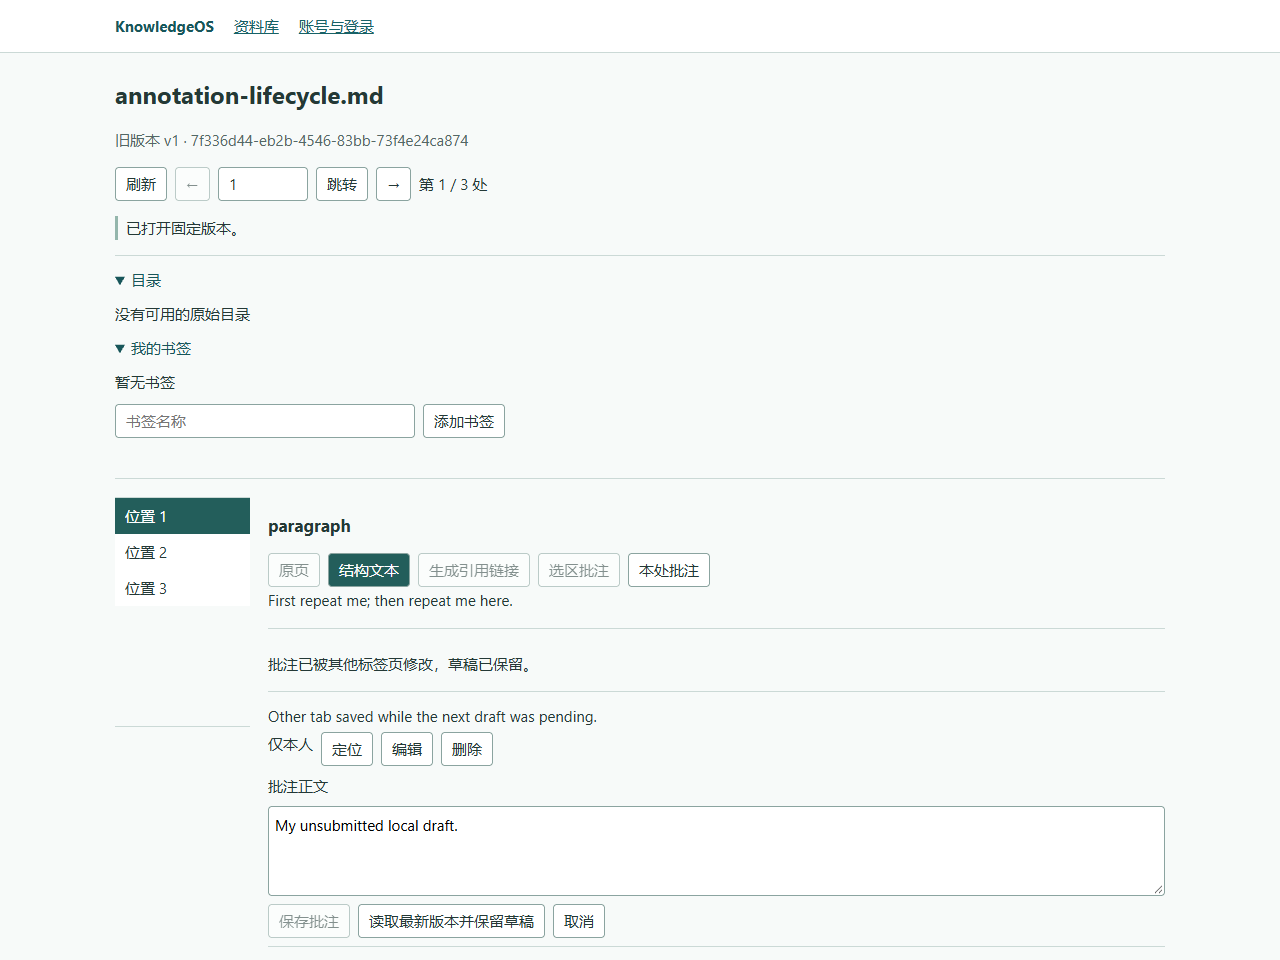 KnowledgeOS 资料库 账号与登录
annotation-lifecycle.md
旧版本 v1 · 7f336d44-eb2b-4546-83bb-73f4e24ca874
刷新 ← 1 跳转 → 第 1 / 3 处
已打开固定版本。
▼ 目录
没有可用的原始目录
▼ 我的书签
暂无书签
书签名称 添加书签
位置 1
位置 2
位置 3
paragraph
原页 结构文本 生成引用链接 选区批注 本处批注
First repeat me; then repeat me here.
批注已被其他标签页修改，草稿已保留。
Other tab saved while the next draft was pending.
仅本人 定位 编辑 删除
批注正文
My unsubmitted local draft.
保存批注 读取最新版本并保留草稿 取消